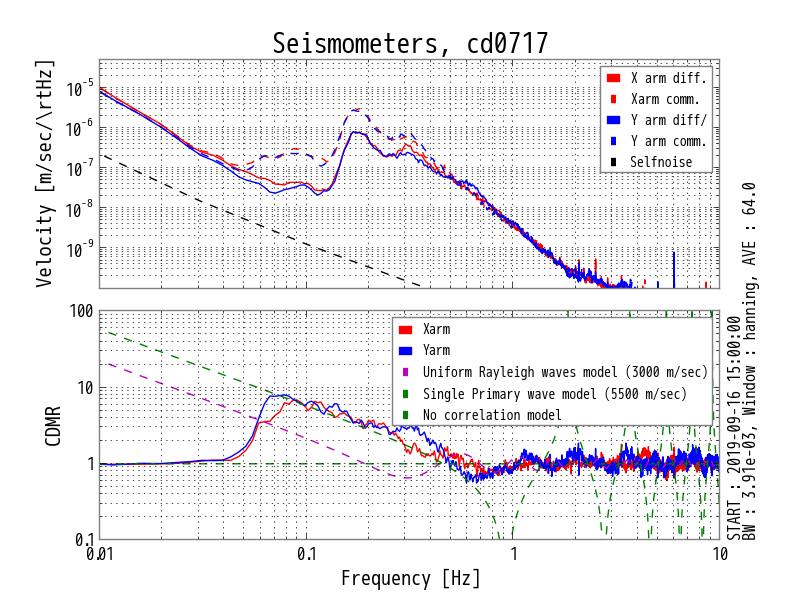 Seismometers, cd0717
Velocity [m/sec/\rtHz]
10^-5
10^-6
10^-7
10^-8
10^-9
X arm diff.
Xarm comm.
Y arm diff/
Y arm comm.
Selfnoise
CDMR
100
10
1
0.1
Xarm
Yarm
Uniform Rayleigh waves model (3000 m/sec)
Single Primary wave model (5500 m/sec)
No correlation model
0.01
0.1
1
10
Frequency [Hz]
START : 2019-09-16 15:00:00
BW : 3.91e-03, Window : hanning, AVE : 64.0